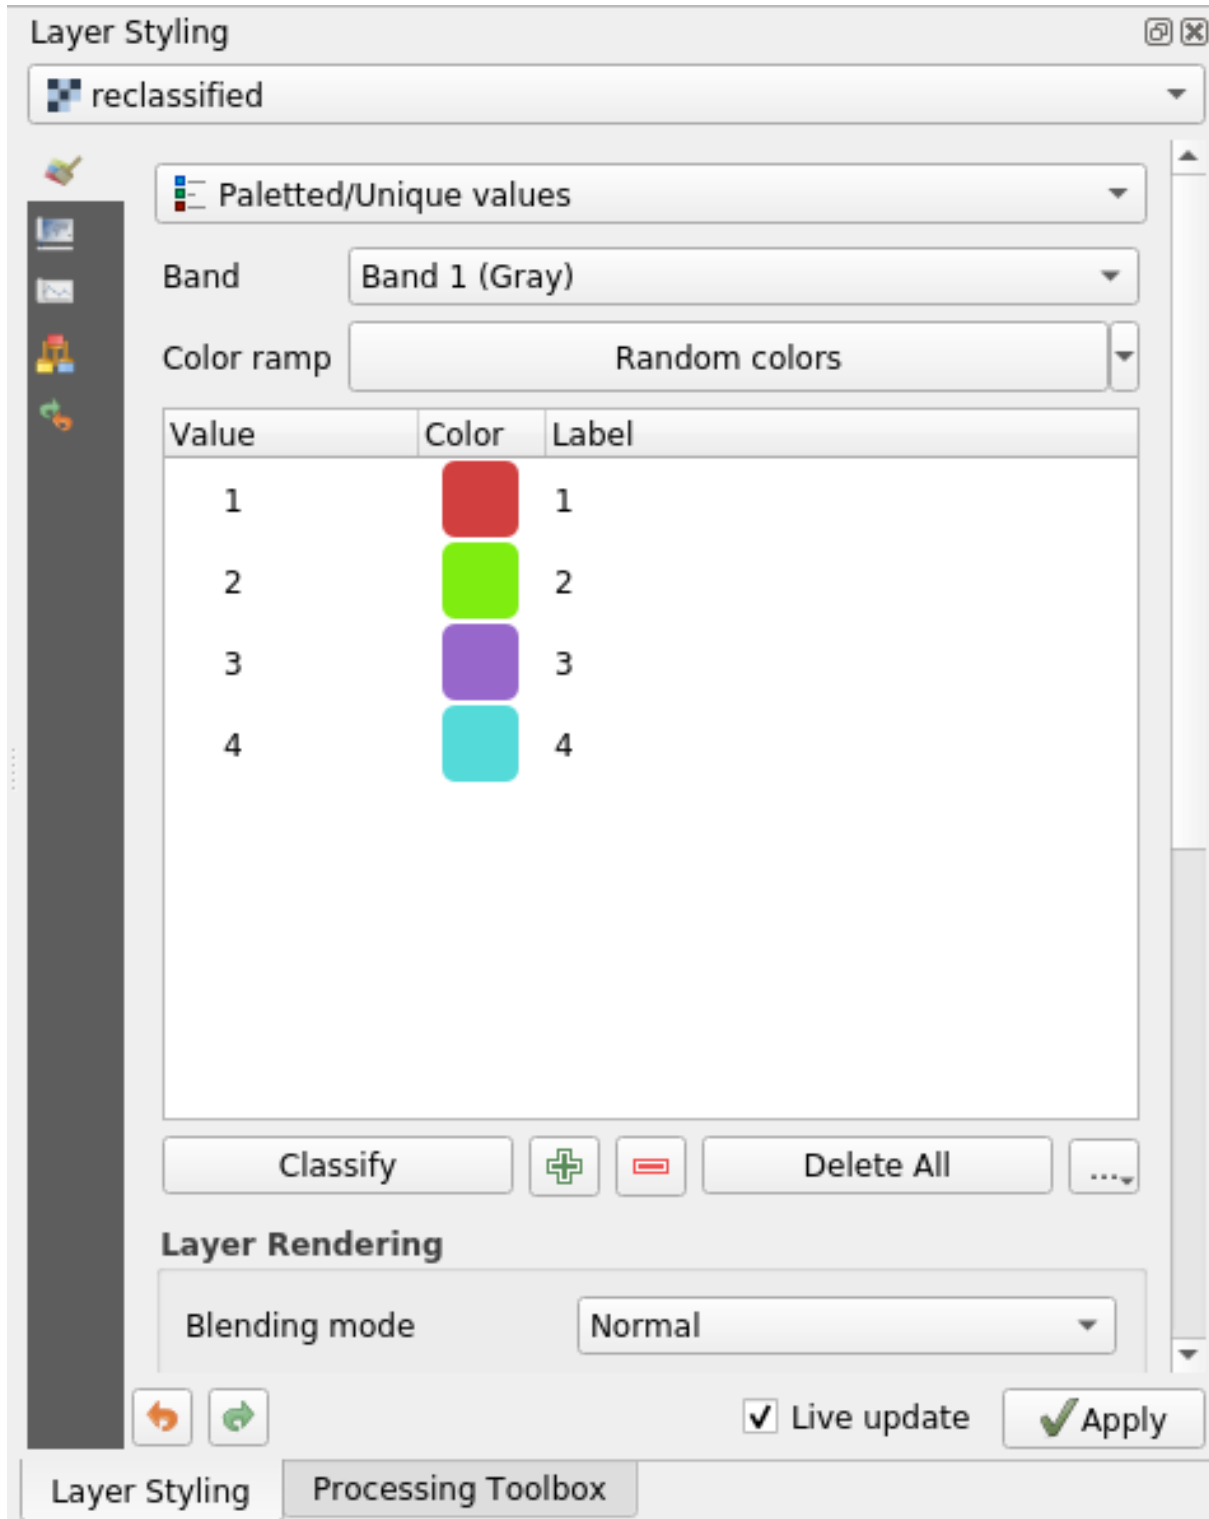 Layer Styling
reclassified
Paletted/Unique values
Band Band 1 (Gray)
Color ramp Random colors
Value Color Label
1 1
2 2
3 3
4 4
Classify Delete All ...
Layer Rendering
Blending mode Normal
Live update Apply
Layer Styling Processing Toolbox